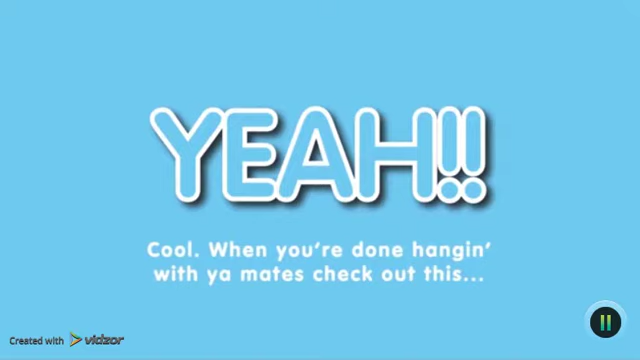 YEAH!!
Cool. When you're done hangin'
with ya mates check out this...
Created with vidzor